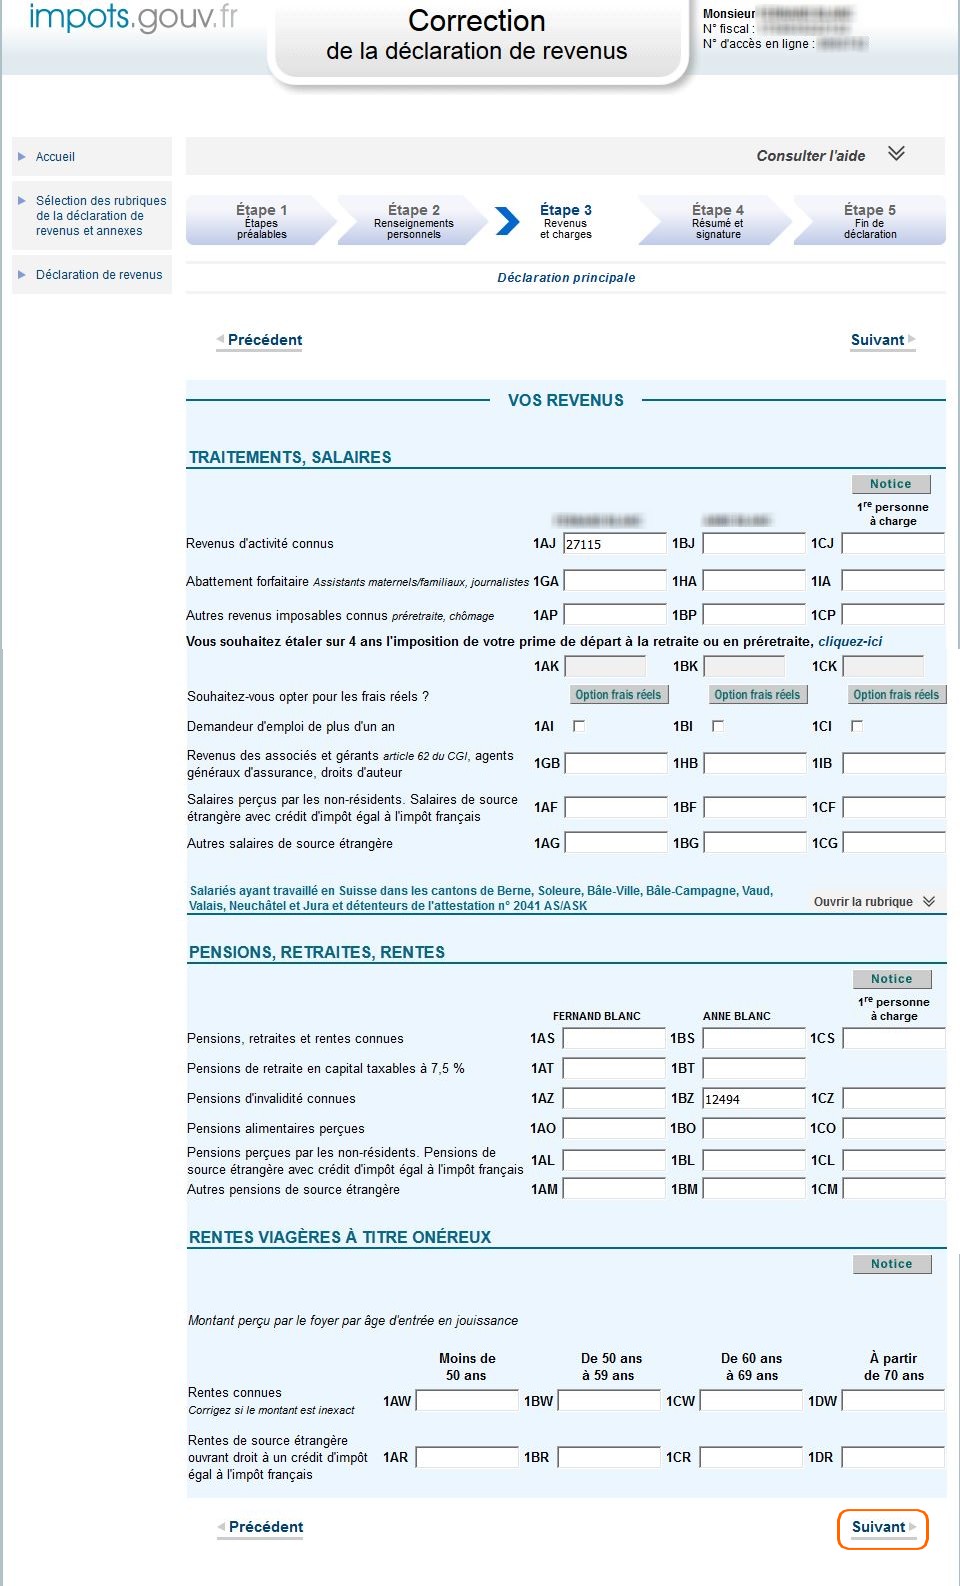 impots.gouv.fr
Correction
de la déclaration de revenus
Monsieur
N° fiscal :
N° d'accès en ligne :
Accueil
Sélection des rubriques
de la déclaration de
revenus et annexes
Déclaration de revenus
Consulter l'aide
Étape 1
Étapes
préalables
Étape 2
Renseignements
personnels
Étape 3
Revenus
et charges
Étape 4
Résumé et
signature
Étape 5
Fin de
déclaration
Déclaration principale
Précédent
Suivant
VOS REVENUS
TRAITEMENTS, SALAIRES
Notice
1re personne
à charge
Revenus d'activité connus 1AJ 27115 1BJ 1CJ
Abattement forfaitaire Assistants maternels/familiaux, journalistes 1GA 1HA 1IA
Autres revenus imposables connus préretraite, chômage 1AP 1BP 1CP
Vous souhaitez étaler sur 4 ans l'imposition de votre prime de départ à la retraite ou en préretraite, cliquez-ici
1AK 1BK 1CK
Souhaitez-vous opter pour les frais réels ? Option frais réels Option frais réels Option frais réels
Demandeur d'emploi de plus d'un an 1AI 1BI 1CI
Revenus des associés et gérants article 62 du CGI, agents
généraux d'assurance, droits d'auteur 1GB 1HB 1IB
Salaires perçus par les non-résidents. Salaires de source
étrangère avec crédit d'impôt égal à l'impôt français 1AF 1BF 1CF
Autres salaires de source étrangère 1AG 1BG 1CG
Salariés ayant travaillé en Suisse dans les cantons de Berne, Soleure, Bâle-Ville, Bâle-Campagne, Vaud,
Valais, Neuchâtel et Jura et détenteurs de l'attestation n° 2041 AS/ASK
Ouvrir la rubrique
PENSIONS, RETRAITES, RENTES
Notice
1re personne
à charge
FERNAND BLANC ANNE BLANC
Pensions, retraites et rentes connues 1AS 1BS 1CS
Pensions de retraite en capital taxables à 7,5 % 1AT 1BT
Pensions d'invalidité connues 1AZ 1BZ 12494 1CZ
Pensions alimentaires perçues 1AO 1BO 1CO
Pensions perçues par les non-résidents. Pensions de
source étrangère avec crédit d'impôt égal à l'impôt français 1AL 1BL 1CL
Autres pensions de source étrangère 1AM 1BM 1CM
RENTES VIAGÈRES À TITRE ONÉREUX
Notice
Montant perçu par le foyer par âge d'entrée en jouissance
Moins de
50 ans
De 50 ans
à 59 ans
De 60 ans
à 69 ans
À partir
de 70 ans
Rentes connues
Corrigez si le montant est inexact
1AW 1BW 1CW 1DW
Rentes de source étrangère
ouvrant droit à un crédit d'impôt
égal à l'impôt français
1AR 1BR 1CR 1DR
Précédent
Suivant